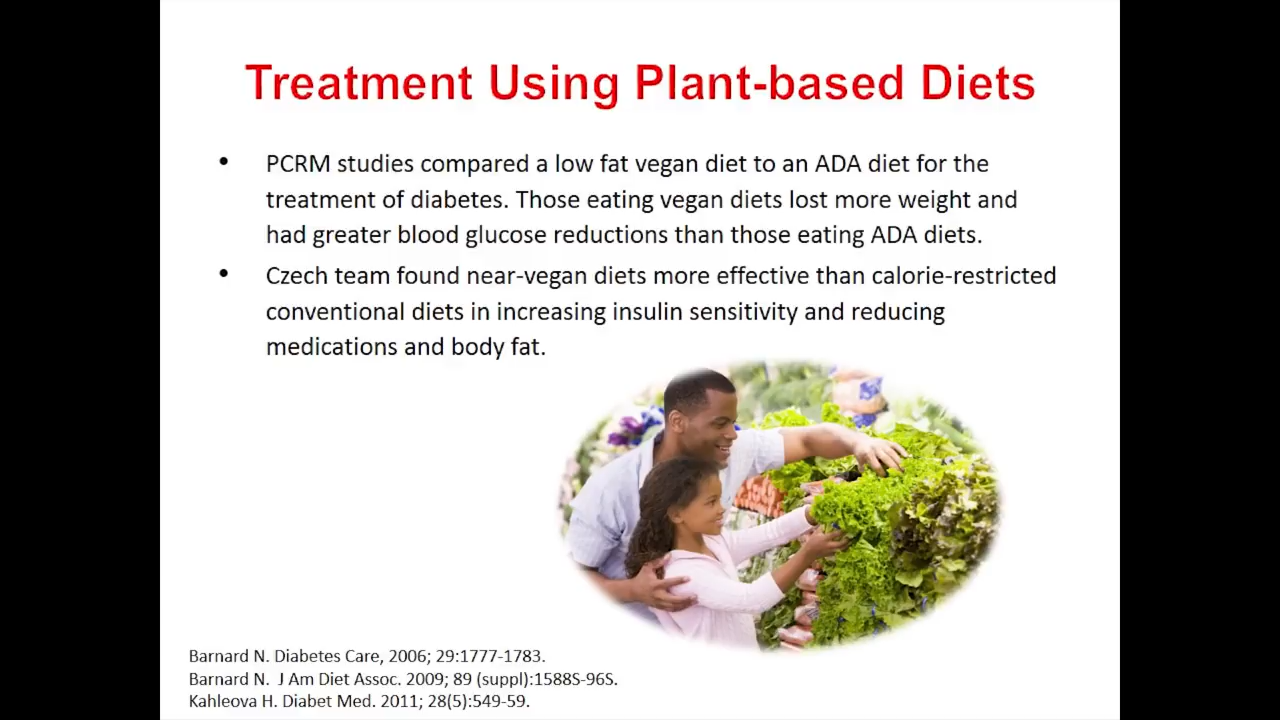 Treatment Using Plant-based Diets
• PCRM studies compared a low fat vegan diet to an ADA diet for the
treatment of diabetes. Those eating vegan diets lost more weight and
had greater blood glucose reductions than those eating ADA diets.
• Czech team found near-vegan diets more effective than calorie-restricted
conventional diets in increasing insulin sensitivity and reducing
medications and body fat.
Barnard N. Diabetes Care, 2006; 29:1777-1783.
Barnard N. J Am Diet Assoc. 2009; 89 (suppl):1588S-96S.
Kahleova H. Diabet Med. 2011; 28(5):549-59.